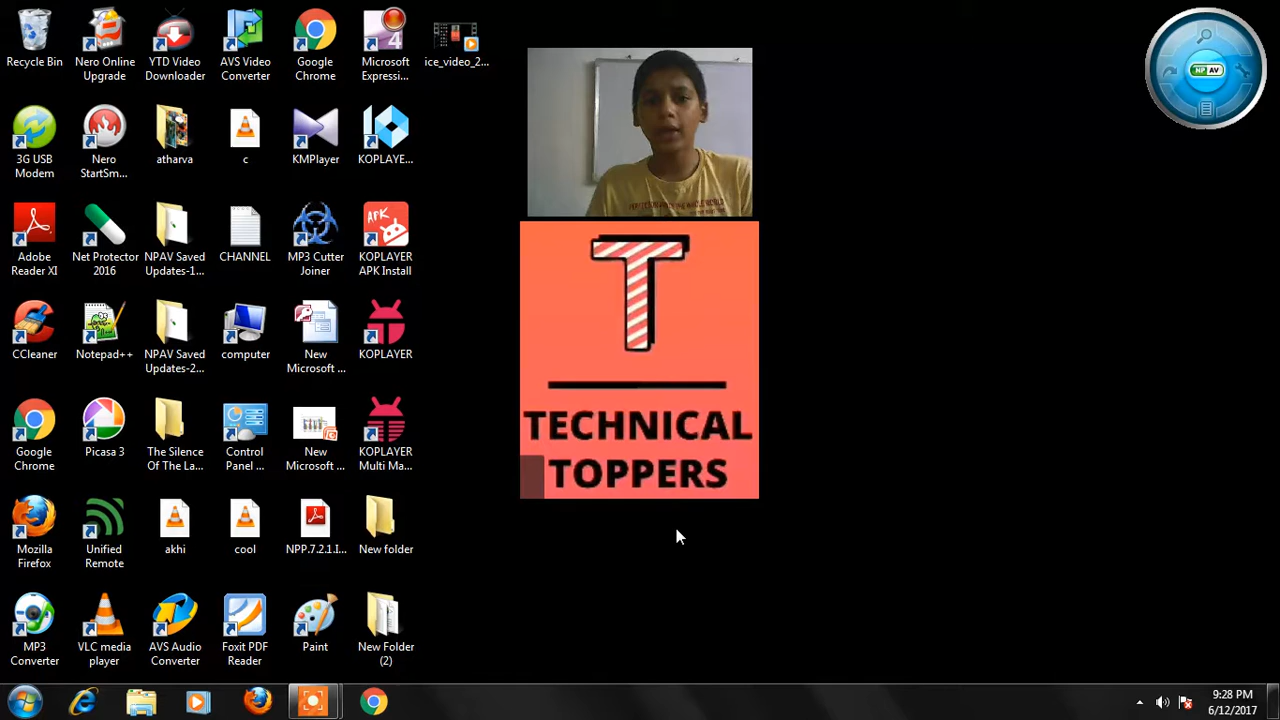 Recycle Bin
Nero Online
Upgrade
YTD Video
Downloader
AVS Video
Converter
Google
Chrome
Microsoft
Expressi...
4
ice_video_2...
3G USB
Modem
Nero
StartSm...
atharva
c
KMPlayer
KOPLAYE...
Adobe
Reader XI
Net Protector
2016
NPAV Saved
Updates-1...
CHANNEL
MP3 Cutter
Joiner
APK
KOPLAYER
APK Install
CCleaner
Notepad++
NPAV Saved
Updates-2...
computer
New
Microsoft ...
KOPLAYER
Google
Chrome
Picasa 3
The Silence
Of The La...
Control
Panel ...
New
Microsoft ...
KOPLAYER
Multi Ma...
Mozilla
Firefox
Unified
Remote
akhi
cool
NPP.7.2.1.I...
New folder
MP3
Converter
VLC media
player
AVS Audio
Converter
Foxit PDF
Reader
Paint
New Folder
(2)
T
TECHNICAL
TOPPERS
NP AV
9:28 PM
6/12/2017